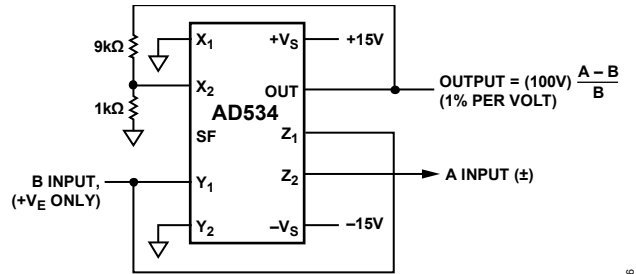 X1
+VS
+15V
9kΩ
X2
OUT
OUTPUT = (100V) A – B / B
(1% PER VOLT)
1kΩ
AD534
SF
Z1
B INPUT,
(+VE ONLY)
Y1
Z2
A INPUT (±)
Y2
–VS
–15V
6